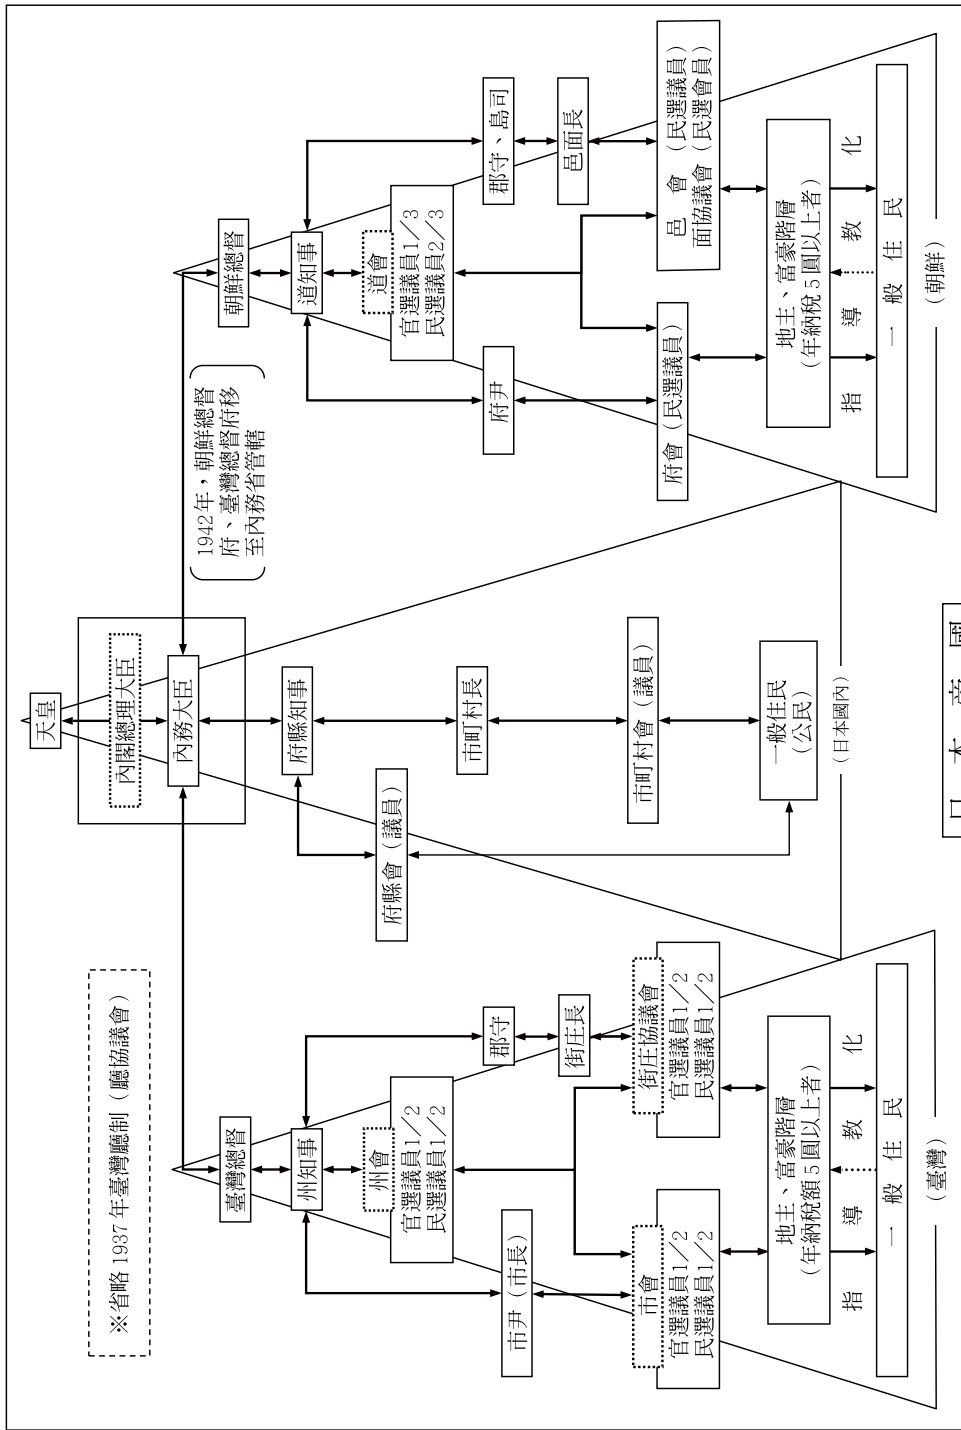 ※省略 1937 年臺灣廳制（廳協議會）
天皇
內閣總理大臣
內務大臣
1942年，朝鮮總督
府、臺灣總督府移
至內務省管轄
臺灣總督
州知事
州會
官選議員1/2
民選議員1/2
市尹（市長）
郡守
街庄長
市會
官選議員1/2
民選議員1/2
街庄協議會
官選議員1/2
民選議員1/2
地主、富豪階層
（年納稅額 5 圓以上者）
指　導　教　化
一　般　住　民
（臺灣）
府縣知事
府縣會（議員）
市町村長
市町村會（議員）
一般住民
（公民）
（日本國內）
朝鮮總督
道知事
道會
官選議員1/3
民選議員2/3
府尹
郡守、島司
邑面長
府會（民選議員）
邑　會（民選議員）
面協議會（民選會員）
地主、富豪階層
（年納稅 5 圓以上者）
指　導　教　化
一　般　住　民
（朝鮮）
日　本　帝　國